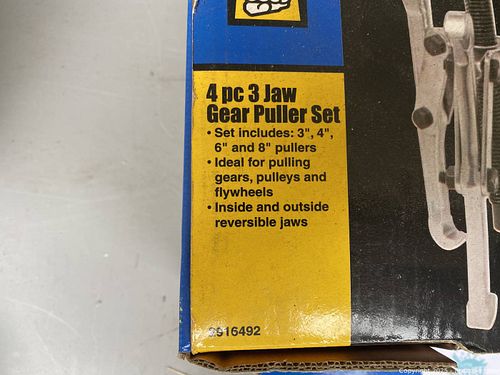 4 pc 3 Jaw
Gear Puller Set
• Set includes: 3", 4",
6" and 8" pullers
• Ideal for pulling
gears, pulleys and
flywheels
• Inside and outside
reversible jaws
8916492